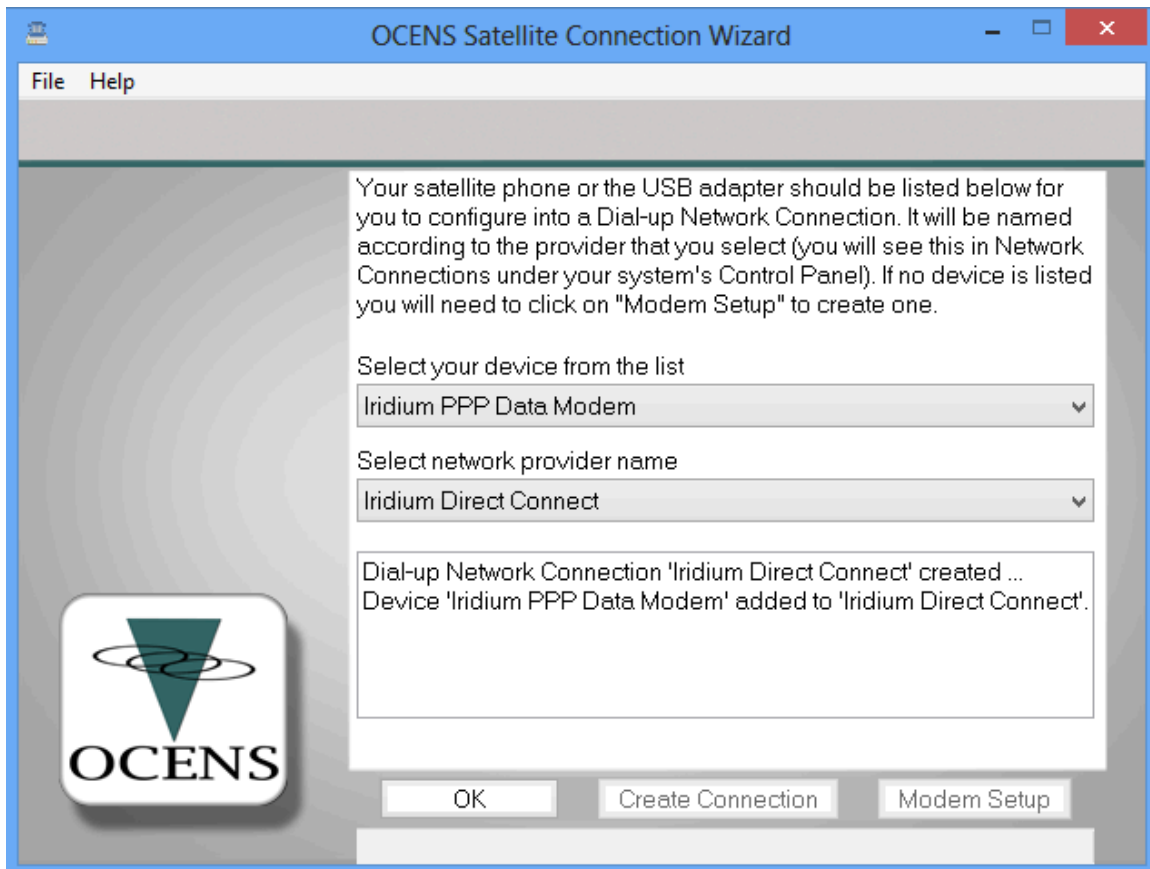 OCENS Satellite Connection Wizard
File Help
Your satellite phone or the USB adapter should be listed below for
you to configure into a Dial-up Network Connection. It will be named
according to the provider that you select (you will see this in Network
Connections under your system's Control Panel). If no device is listed
you will need to click on "Modem Setup" to create one.
Select your device from the list
Iridium PPP Data Modem
Select network provider name
Iridium Direct Connect
Dial-up Network Connection 'Iridium Direct Connect' created ...
Device 'Iridium PPP Data Modem' added to 'Iridium Direct Connect'.
OCENS
OK Create Connection Modem Setup